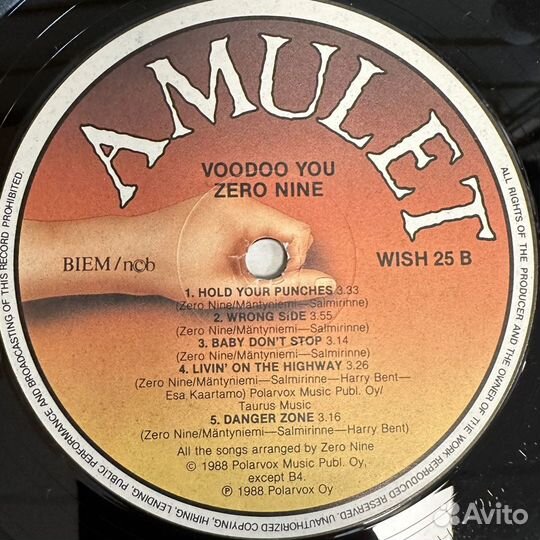 AMULET
VOODOO YOU
ZERO NINE
BIEM/ncb
WISH 25 B
1. HOLD YOUR PUNCHES 3.33
(Zero Nine/Mäntyniemi—Salmirinne)
2. WRONG SIDE 3.55
(Zero Nine/Mäntyniemi—Salmirinne)
3. BABY DON'T STOP 3.14
(Zero Nine/Mäntyniemi—Salmirinne)
4. LIVIN' ON THE HIGHWAY 3.26
(Zero Nine/Mäntyniemi—Salmirinne—Harry Bent—
Esa Kaartamo) Polarvox Music Publ. Oy/
Taurus Music
5. DANGER ZONE 3.16
(Zero Nine/Mäntyniemi—Salmirinne—Harry Bent)
All the songs arranged by Zero Nine
© 1988 Polarvox Music Publ. Oy,
except B4.
℗ 1988 Polarvox Oy
ALL RIGHTS OF THE PRODUCER AND THE OWNER OF THE WORK REPRODUCED RESERVED. UNAUTHORIZED COPYING, HIRING, LENDING, PUBLIC PERFORMANCE AND BROADCASTING OF THIS RECORD PROHIBITED.
Avito